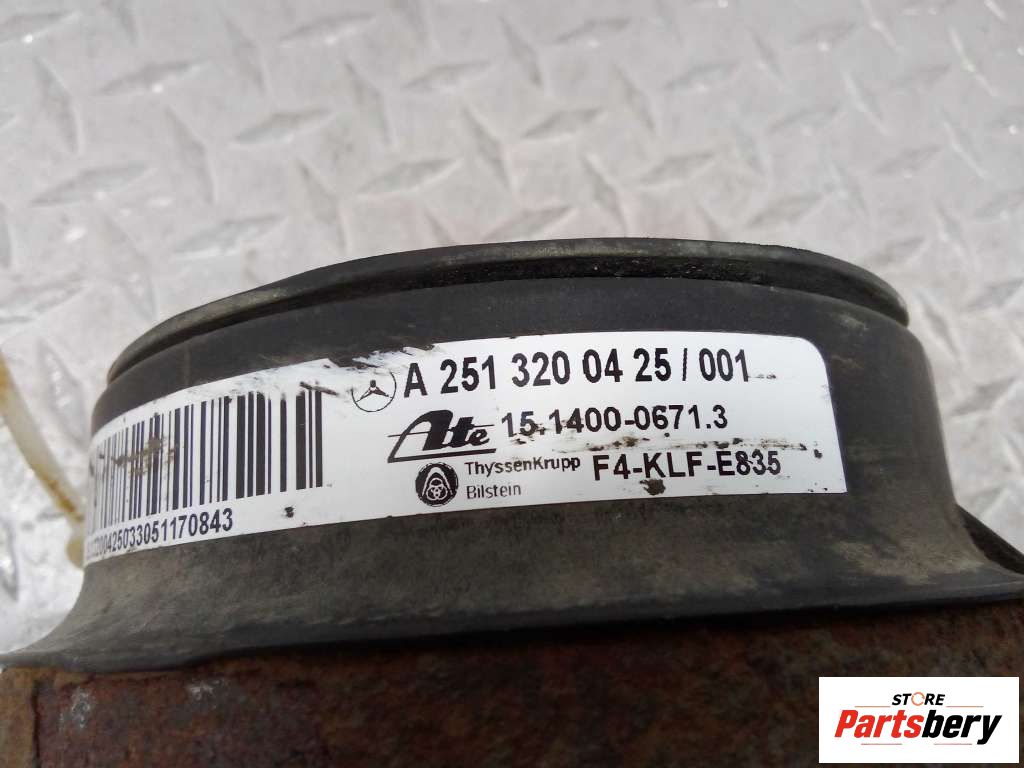 A 251 320 04 25 / 001
Ate 15.1400-0671.3
ThyssenKrupp F4-KLF-E835
Bilstein
STORE
Partsbery